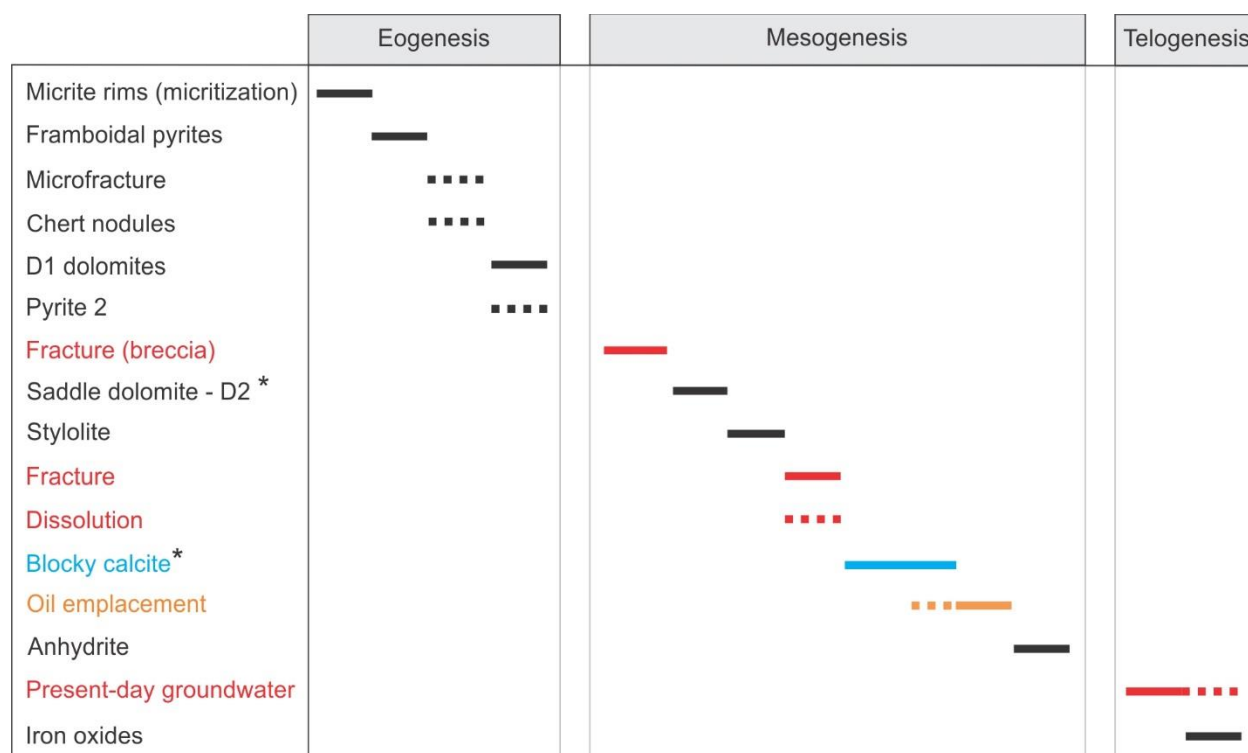 Eogenesis
Mesogenesis
Telogenesis
Micrite rims (micritization)
Framboidal pyrites
Microfracture
Chert nodules
D1 dolomites
Pyrite 2
Fracture (breccia)
Saddle dolomite - D2 *
Stylolite
Fracture
Dissolution
Blocky calcite*
Oil emplacement
Anhydrite
Present-day groundwater
Iron oxides